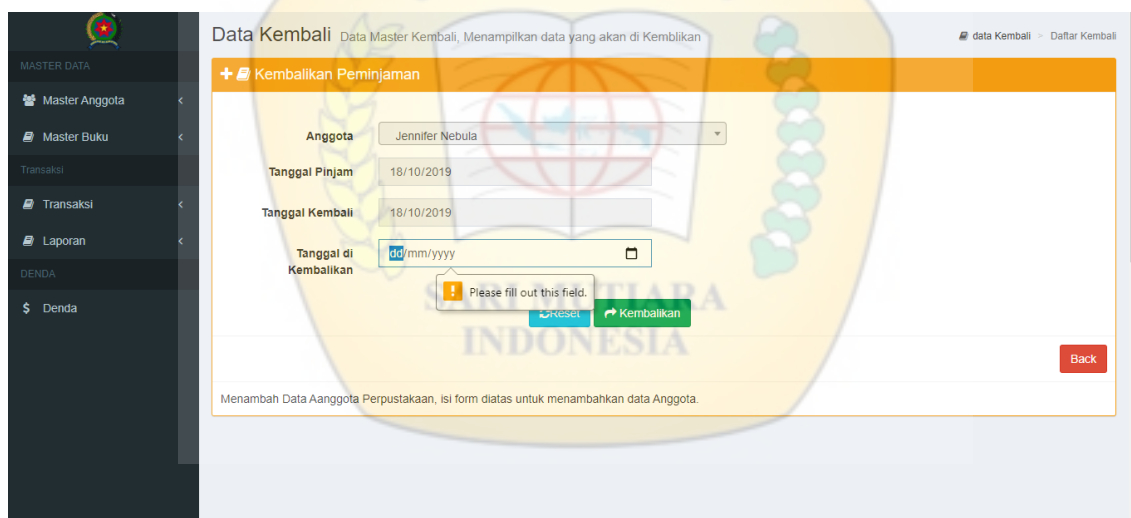 Data Kembali Data Master Kembali, Menampilkan data yang akan di Kemblikan
data Kembali > Daftar Kembali
MASTER DATA
Master Anggota
Master Buku
Transaksi
Transaksi
Laporan
DENDA
$ Denda
Kembalikan Peminjaman
Anggota Jennifer Nebula
Tanggal Pinjam 18/10/2019
Tanggal Kembali 18/10/2019
Tanggal di
Kembalikan dd/mm/yyyy
Please fill out this field.
Reset Kembalikan
SARI MUTIARA
INDONESIA
Back
Menambah Data Aanggota Perpustakaan, isi form diatas untuk menambahkan data Anggota.